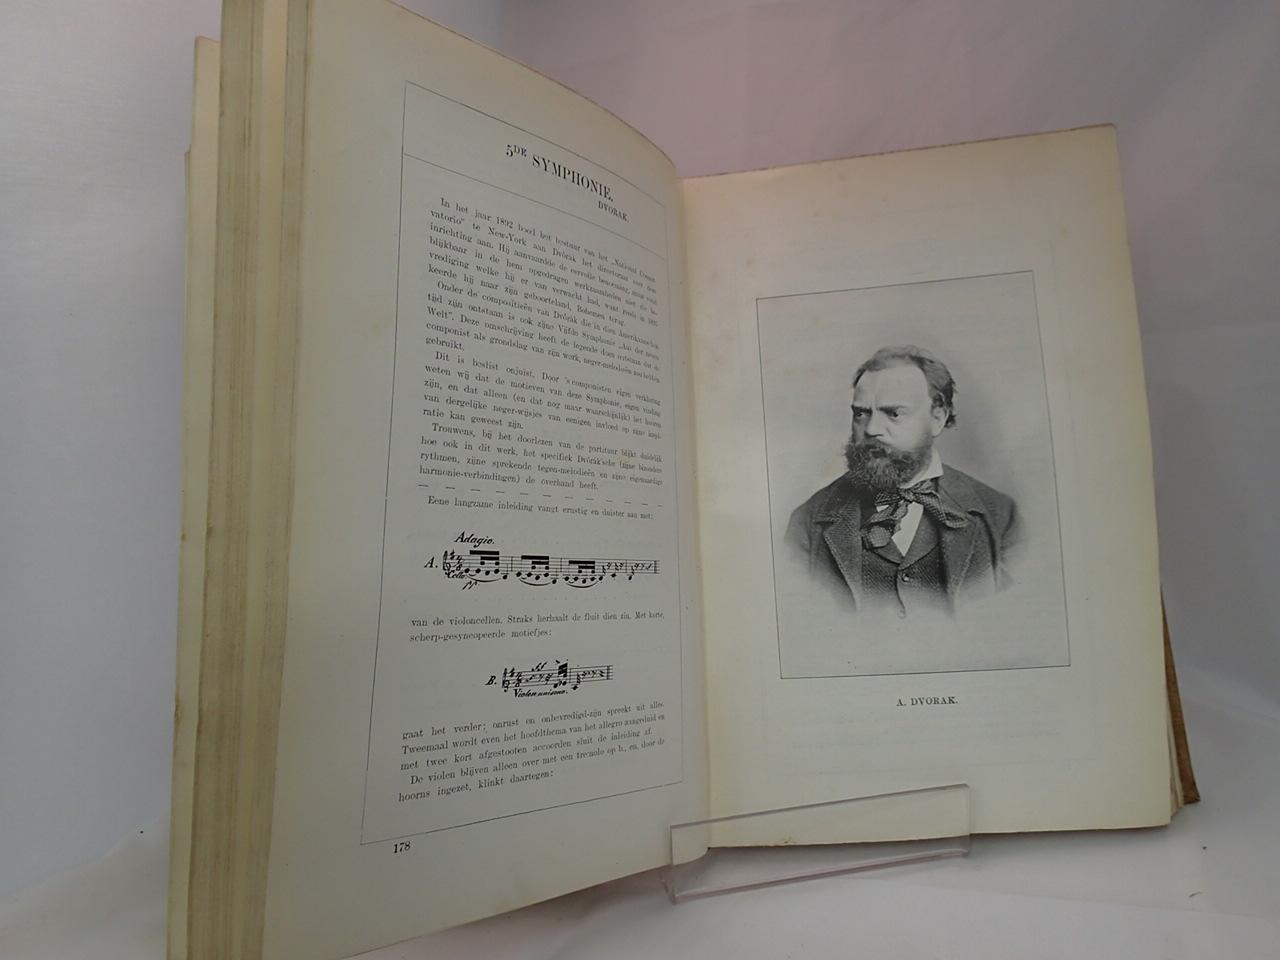 5DE SYMPHONIE.
DVORAK.
In het jaar 1892 bood het bestuur van het „National Conser-
vatorio" te New-York aan Dvořák het directoraat voor deze
inrichting aan. Hij aanvaardde de eervolle benoeming, maar vond
blijkbaar in de hem opgedragen werkzaamheden niet die be-
vrediging welke hij er van verwacht had, want reeds in 1895
keerde hij naar zijn geboorteland, Bohemen terug.
Onder de compositieën van Dvořák die in dien Amerikaanschen
tijd zijn ontstaan is ook zijne Vijfde Symphonie „Aus der neuen
Welt". Deze omschrijving heeft de legende doen ontstaan dat de
componist als grondslag van zijn werk, neger-melodieën zou hebben
gebruikt.
Dit is beslist onjuist. Door 's componisten eigen verklaring
weten wij dat de motieven van deze Symphonie, eigen vinding
zijn, en dat alleen (en dat nog maar waarschijnlijk) het hooren
van dergelijke neger-wijsjes van eenigen invloed op zijne inspi-
ratie kan geweest zijn.
Trouwens, bij het doorlezen van de partituur blijkt duidelijk
hoe ook in dit werk, het specifiek Dvořák'sche (zijne bizondere
rythmen, zijne sprekende tegen-melodieën en zijne eigenaardige
harmonie-verbindingen) de overhand heeft.
Eene langzame inleiding vangt ernstig en duister aan met:
Adagio.
A.
Celli.
pp.
van de violoncellen. Straks herhaalt de fluit dien zin. Met korte,
scherp-gesyncopeerde motiefjes:
ff
B.
Violen unisono.
gaat het verder; onrust en onbevredigd-zijn spreekt uit alles.
Tweemaal wordt even het hoofdthema van het allegro aangeduid en
met twee kort afgestooten accoorden sluit de inleiding af.
De violen blijven alleen over met een tremolo op b., en, door de
hoorns ingezet, klinkt daartegen:
178
A. DVORAK.